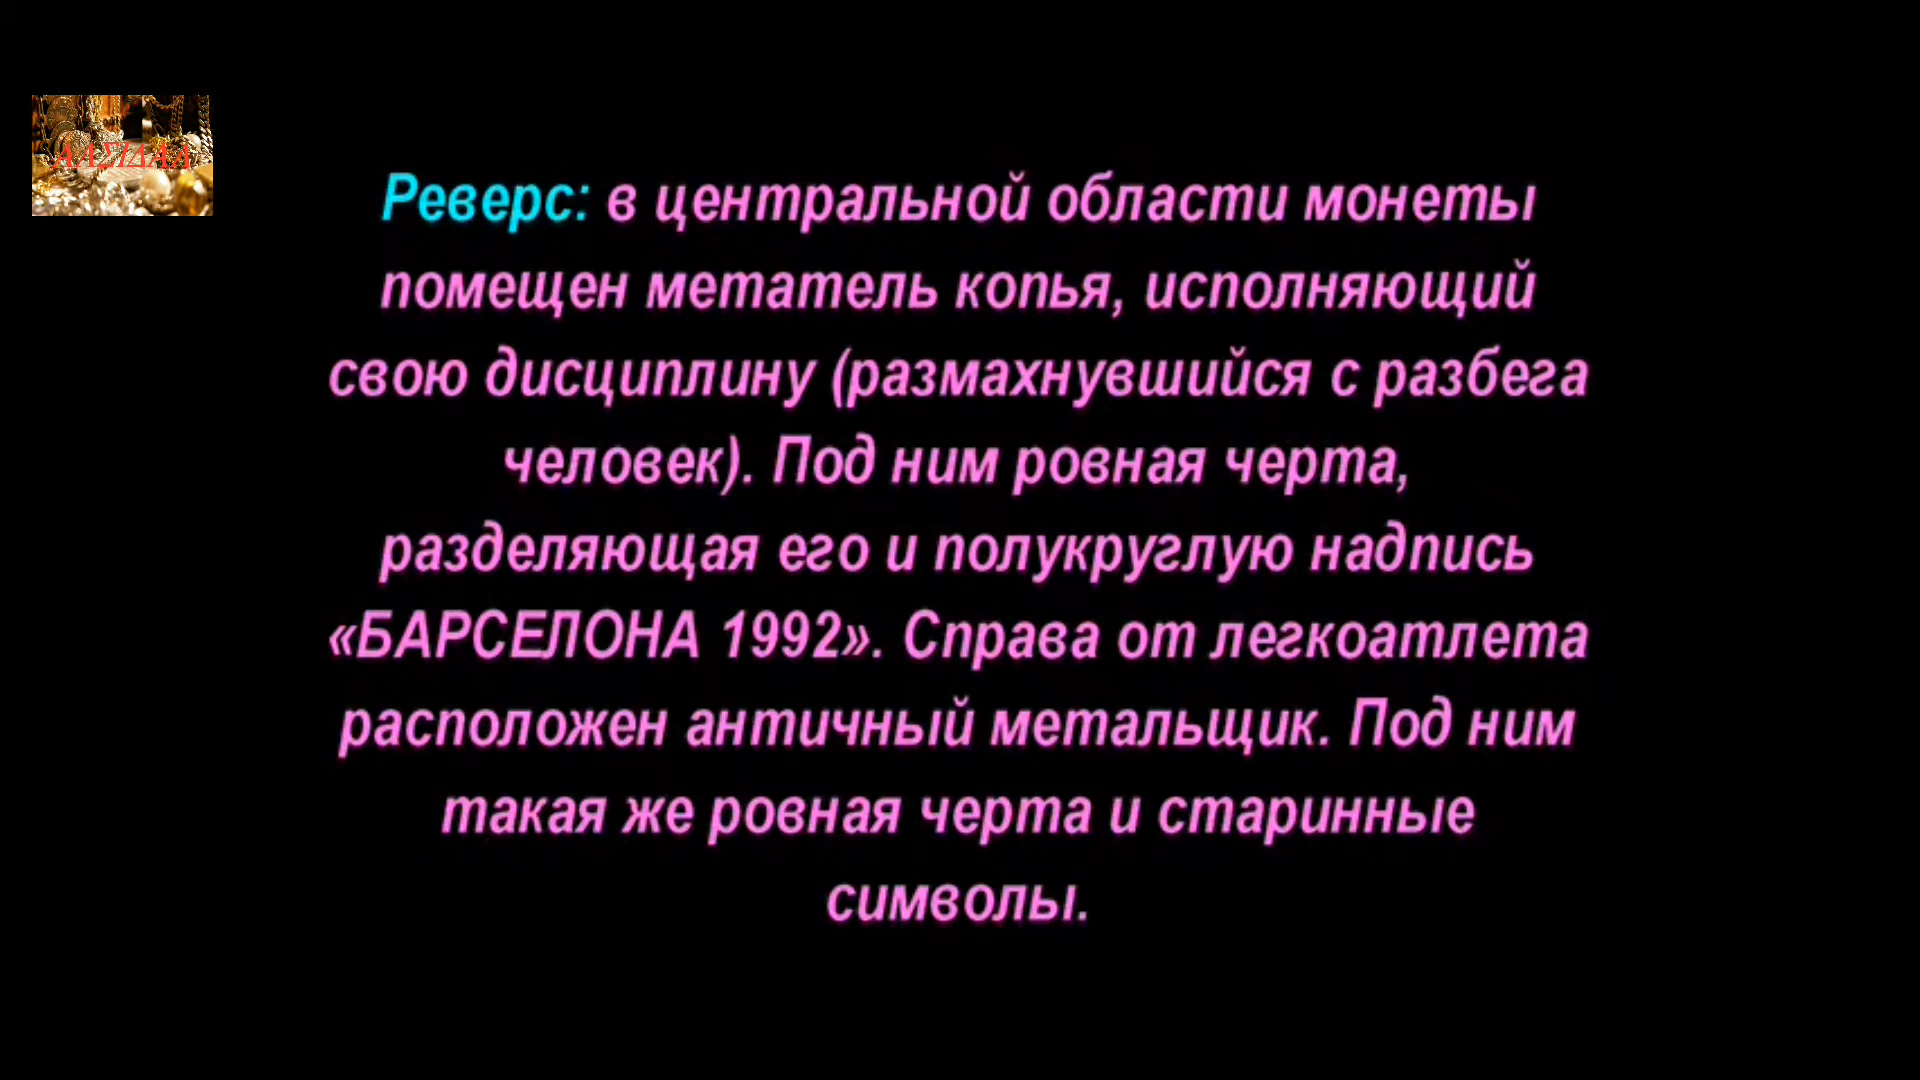 ΑΛΣΙΔΑΛ
Реверс: в центральной области монеты
помещен метатель копья, исполняющий
свою дисциплину (размахнувшийся с разбега
человек). Под ним ровная черта,
разделяющая его и полукруглую надпись
«БАРСЕЛОНА 1992». Справа от легкоатлета
расположен античный метальщик. Под ним
такая же ровная черта и старинные
символы.